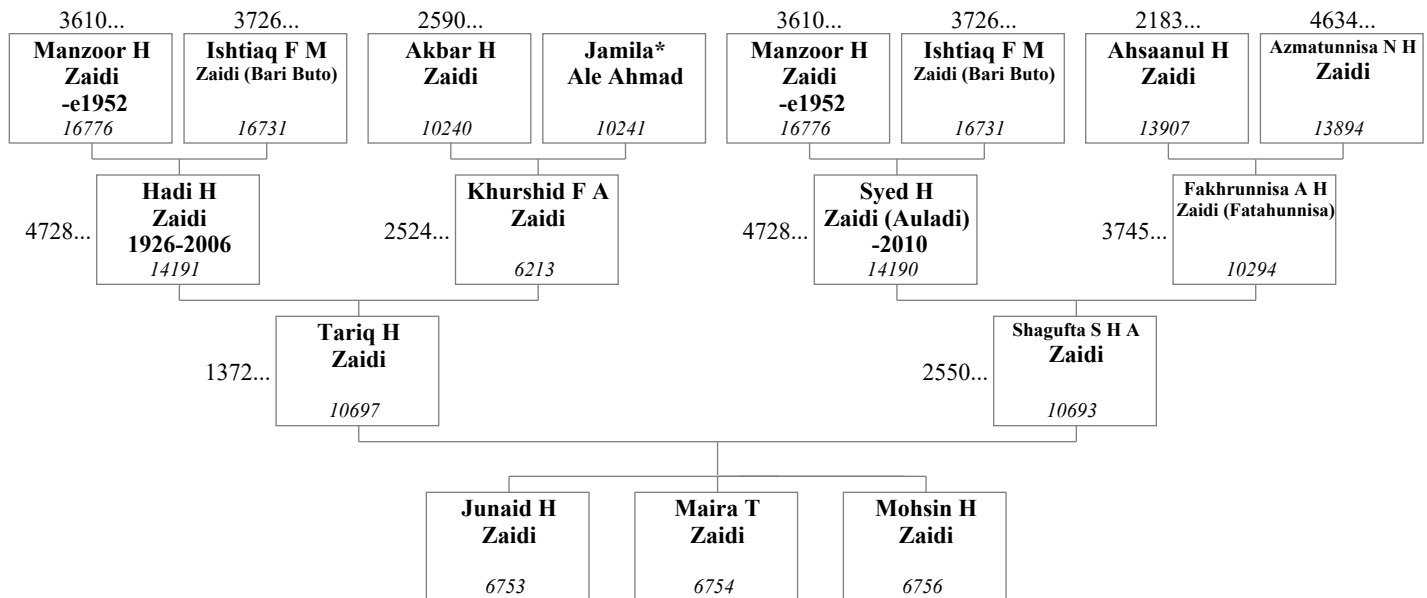 3610... 3726... 2590... 3610... 3726... 2183... 4634...
Manzoor H
Zaidi
-e1952
16776
Ishtiaq F M
Zaidi (Bari Buto)
16731
Akbar H
Zaidi
10240
Jamila*
Ale Ahmad
10241
Manzoor H
Zaidi
-e1952
16776
Ishtiaq F M
Zaidi (Bari Buto)
16731
Ahsaanul H
Zaidi
13907
Azmatunnisa N H
Zaidi
13894
4728...
Hadi H
Zaidi
1926-2006
14191
2524...
Khurshid F A
Zaidi
6213
4728...
Syed H
Zaidi (Auladi)
-2010
14190
3745...
Fakhrunnisa A H
Zaidi (Fatahunnisa)
10294
1372...
Tariq H
Zaidi
10697
2550...
Shagufta S H A
Zaidi
10693
Junaid H
Zaidi
6753
Maira T
Zaidi
6754
Mohsin H
Zaidi
6756